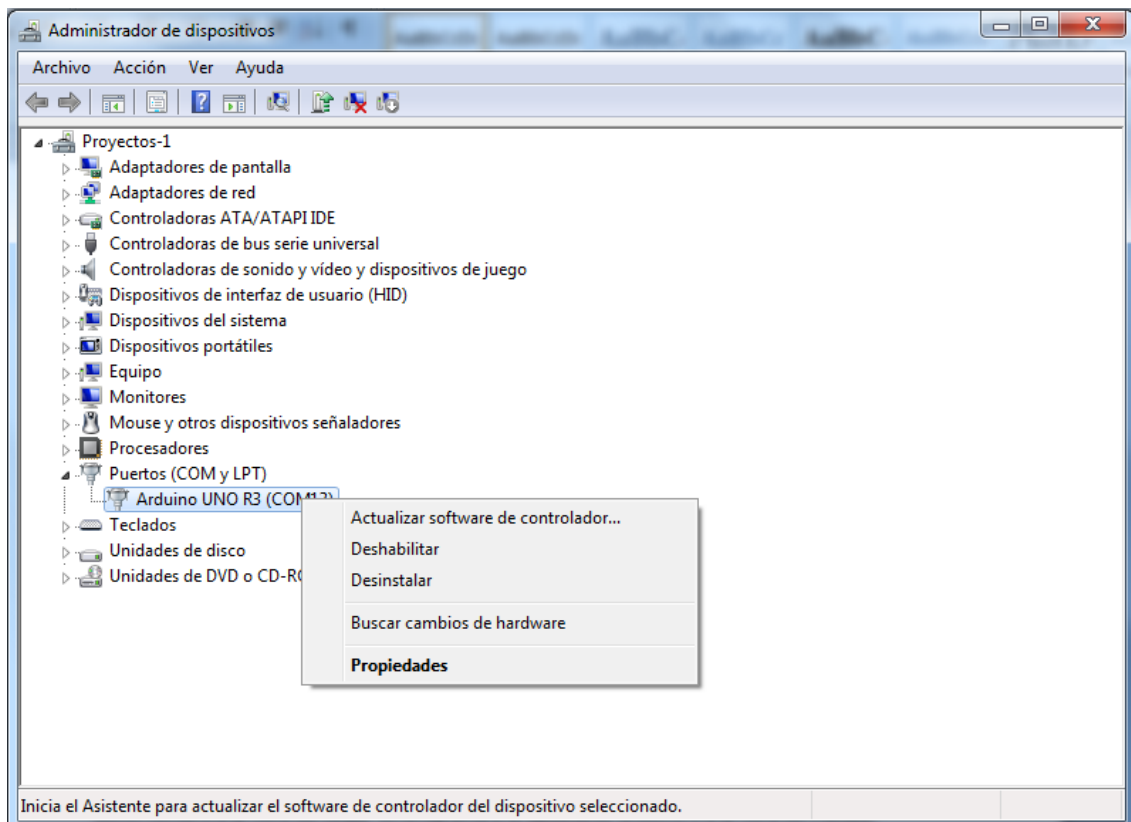 Administrador de dispositivos
Archivo Acción Ver Ayuda
Proyectos-1
Adaptadores de pantalla
Adaptadores de red
Controladoras ATA/ATAPI IDE
Controladoras de bus serie universal
Controladoras de sonido y vídeo y dispositivos de juego
Dispositivos de interfaz de usuario (HID)
Dispositivos del sistema
Dispositivos portátiles
Equipo
Monitores
Mouse y otros dispositivos señaladores
Procesadores
Puertos (COM y LPT)
Arduino UNO R3
Teclados
Unidades de disco
Unidades de DVD o
Actualizar software de controlador...
Deshabilitar
Desinstalar
Buscar cambios de hardware
Propiedades
Inicia el Asistente para actualizar el software de controlador del dispositivo seleccionado.